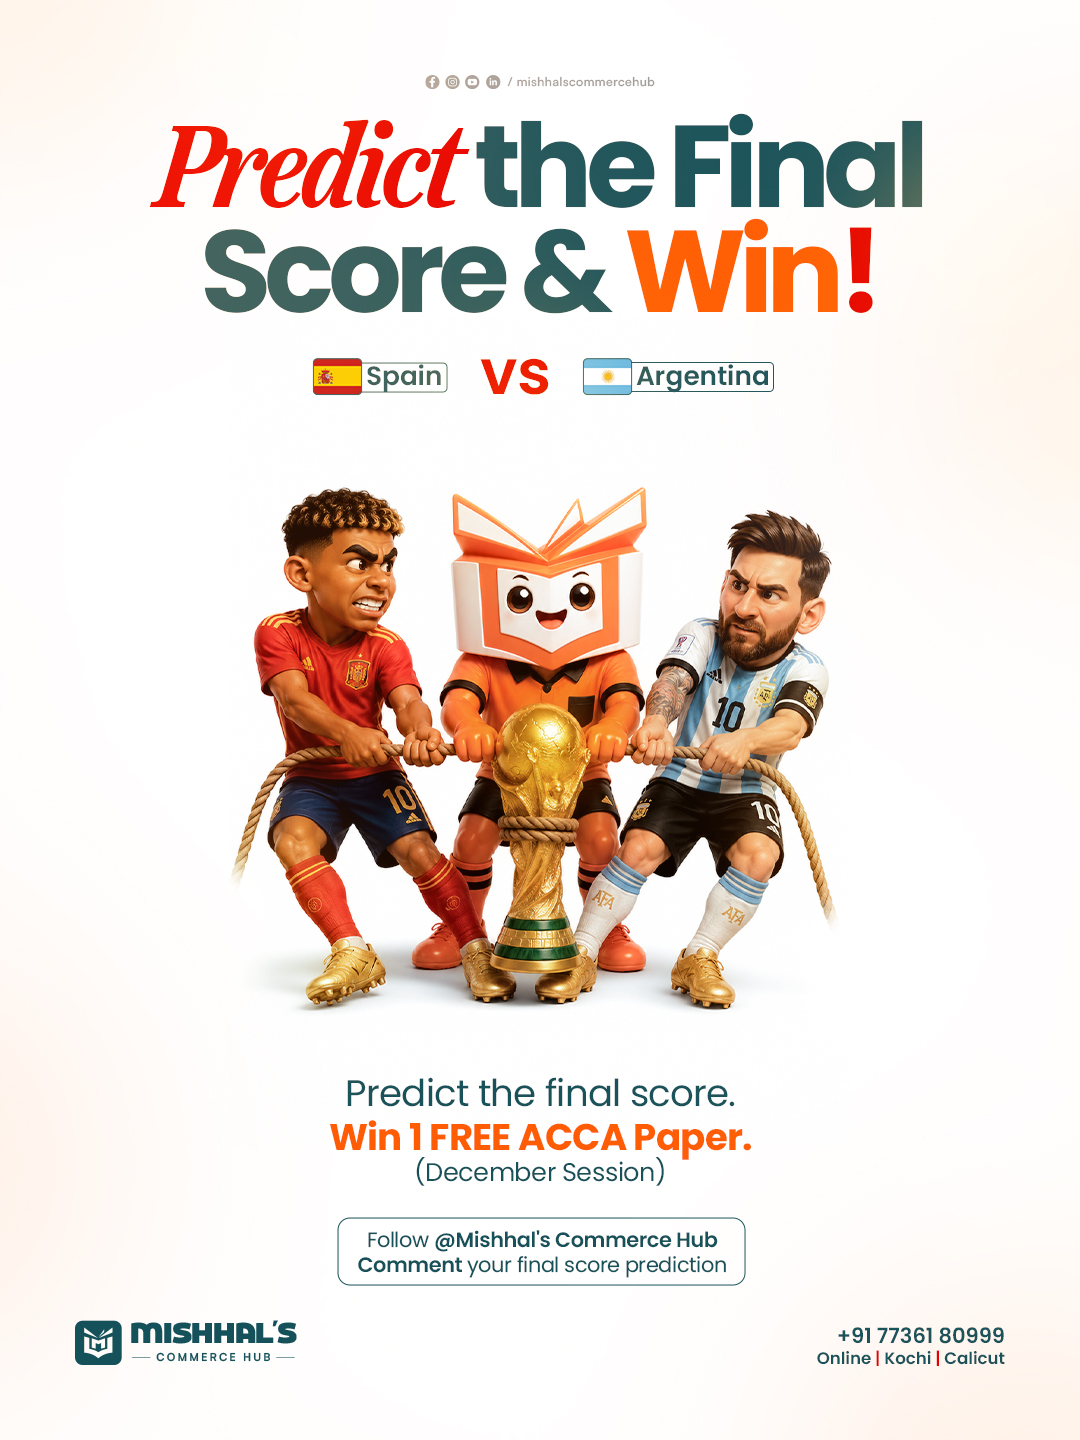 / mishhalscommercehub
Predict the Final
Score & Win!
Spain VS Argentina
10
10
10
AFA
AFA
Predict the final score.
Win 1 FREE ACCA Paper.
(December Session)
Follow @Mishhal's Commerce Hub
Comment your final score prediction
MISHHAL'S
COMMERCE HUB
+91 77361 80999
Online | Kochi | Calicut